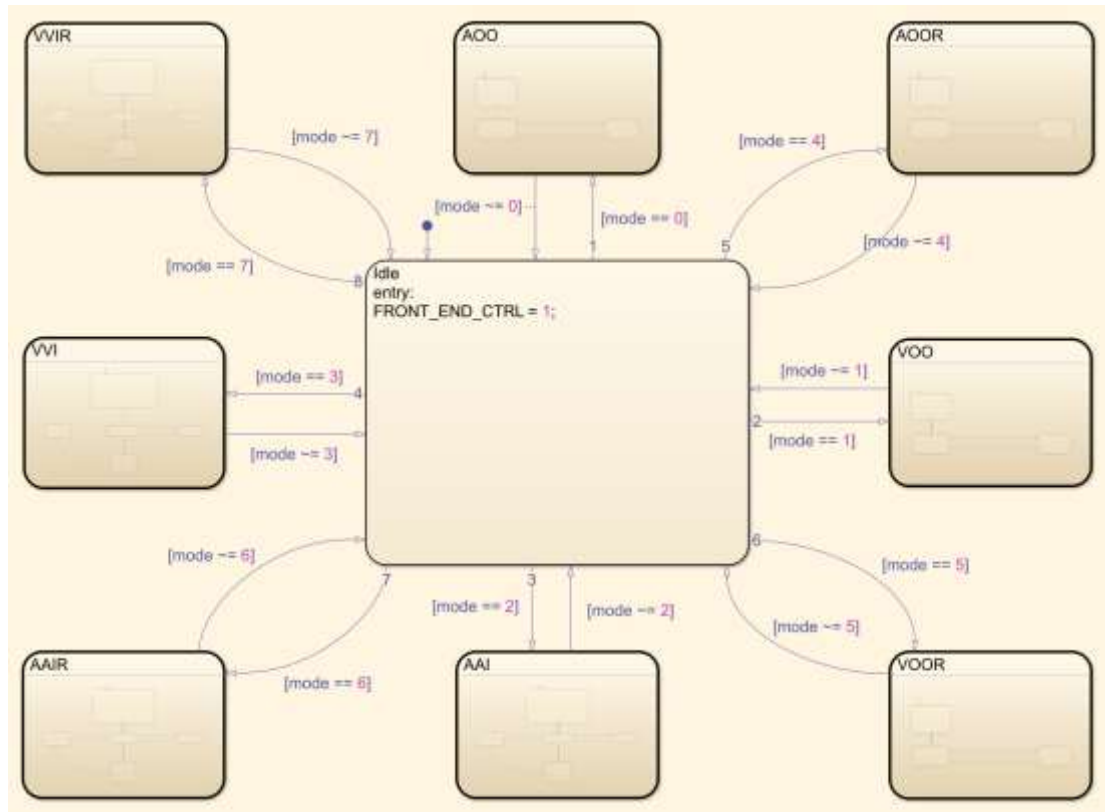 VVIR
AOO
AOOR
[mode ~= 7]
[mode == 4]
[mode ~= 0]
[mode == 0]
[mode ~= 4]
[mode == 7]
1
5
8
Idle
entry:
FRONT_END_CTRL = 1;
VVI
VOO
[mode == 3]
4
[mode ~= 1]
2
[mode ~= 3]
[mode == 1]
[mode ~= 6]
6
[mode == 5]
7
3
[mode == 2]
[mode ~= 2]
[mode ~= 5]
AAIR
AAI
VOOR
[mode == 6]